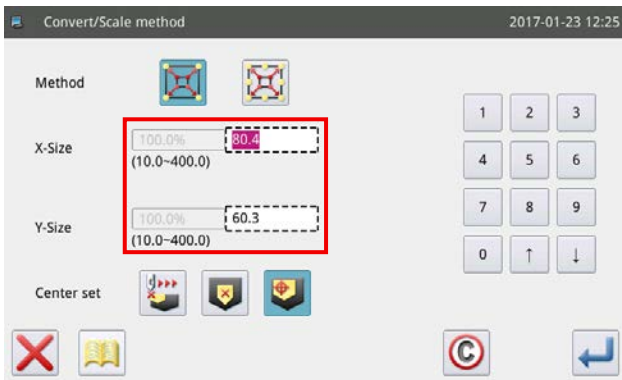 Convert/Scale method 2017-01-23 12:25
Method
X-Size 100.0% 80.4
(10.0~400.0)
Y-Size 100.0% 60.3
(10.0~400.0)
Center set
1 2 3
4 5 6
7 8 9
0 ↑ ↓
C